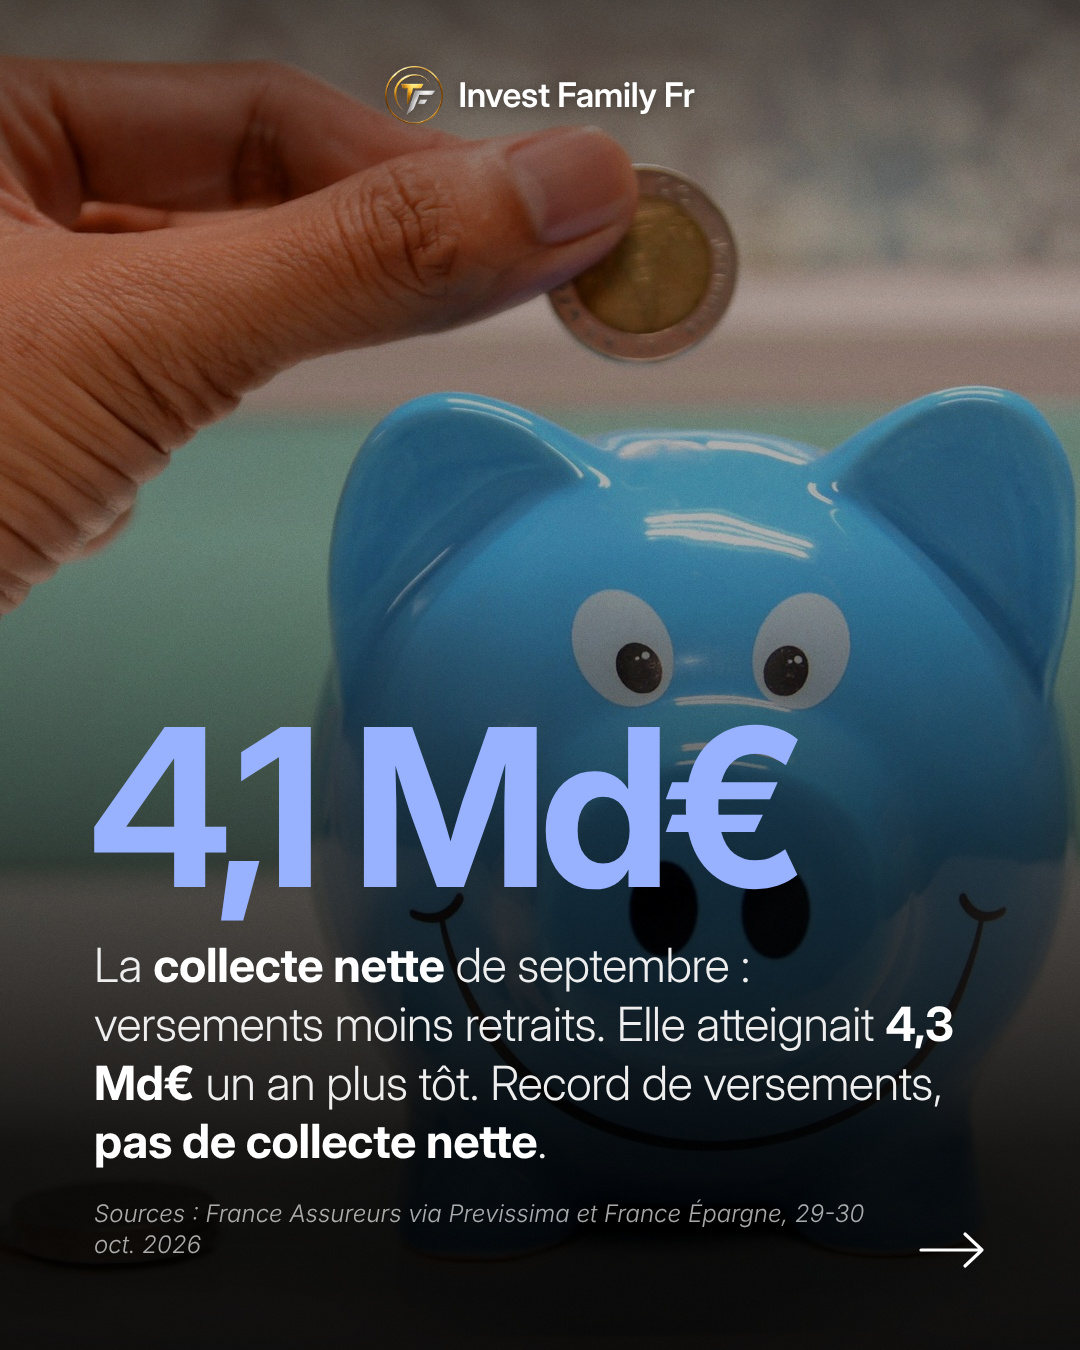 Invest Family Fr
4,1 Md€
La collecte nette de septembre :
versements moins retraits. Elle atteignait 4,3
Md€ un an plus tôt. Record de versements,
pas de collecte nette.
Sources : France Assureurs via Previssima et France Épargne, 29-30
oct. 2026